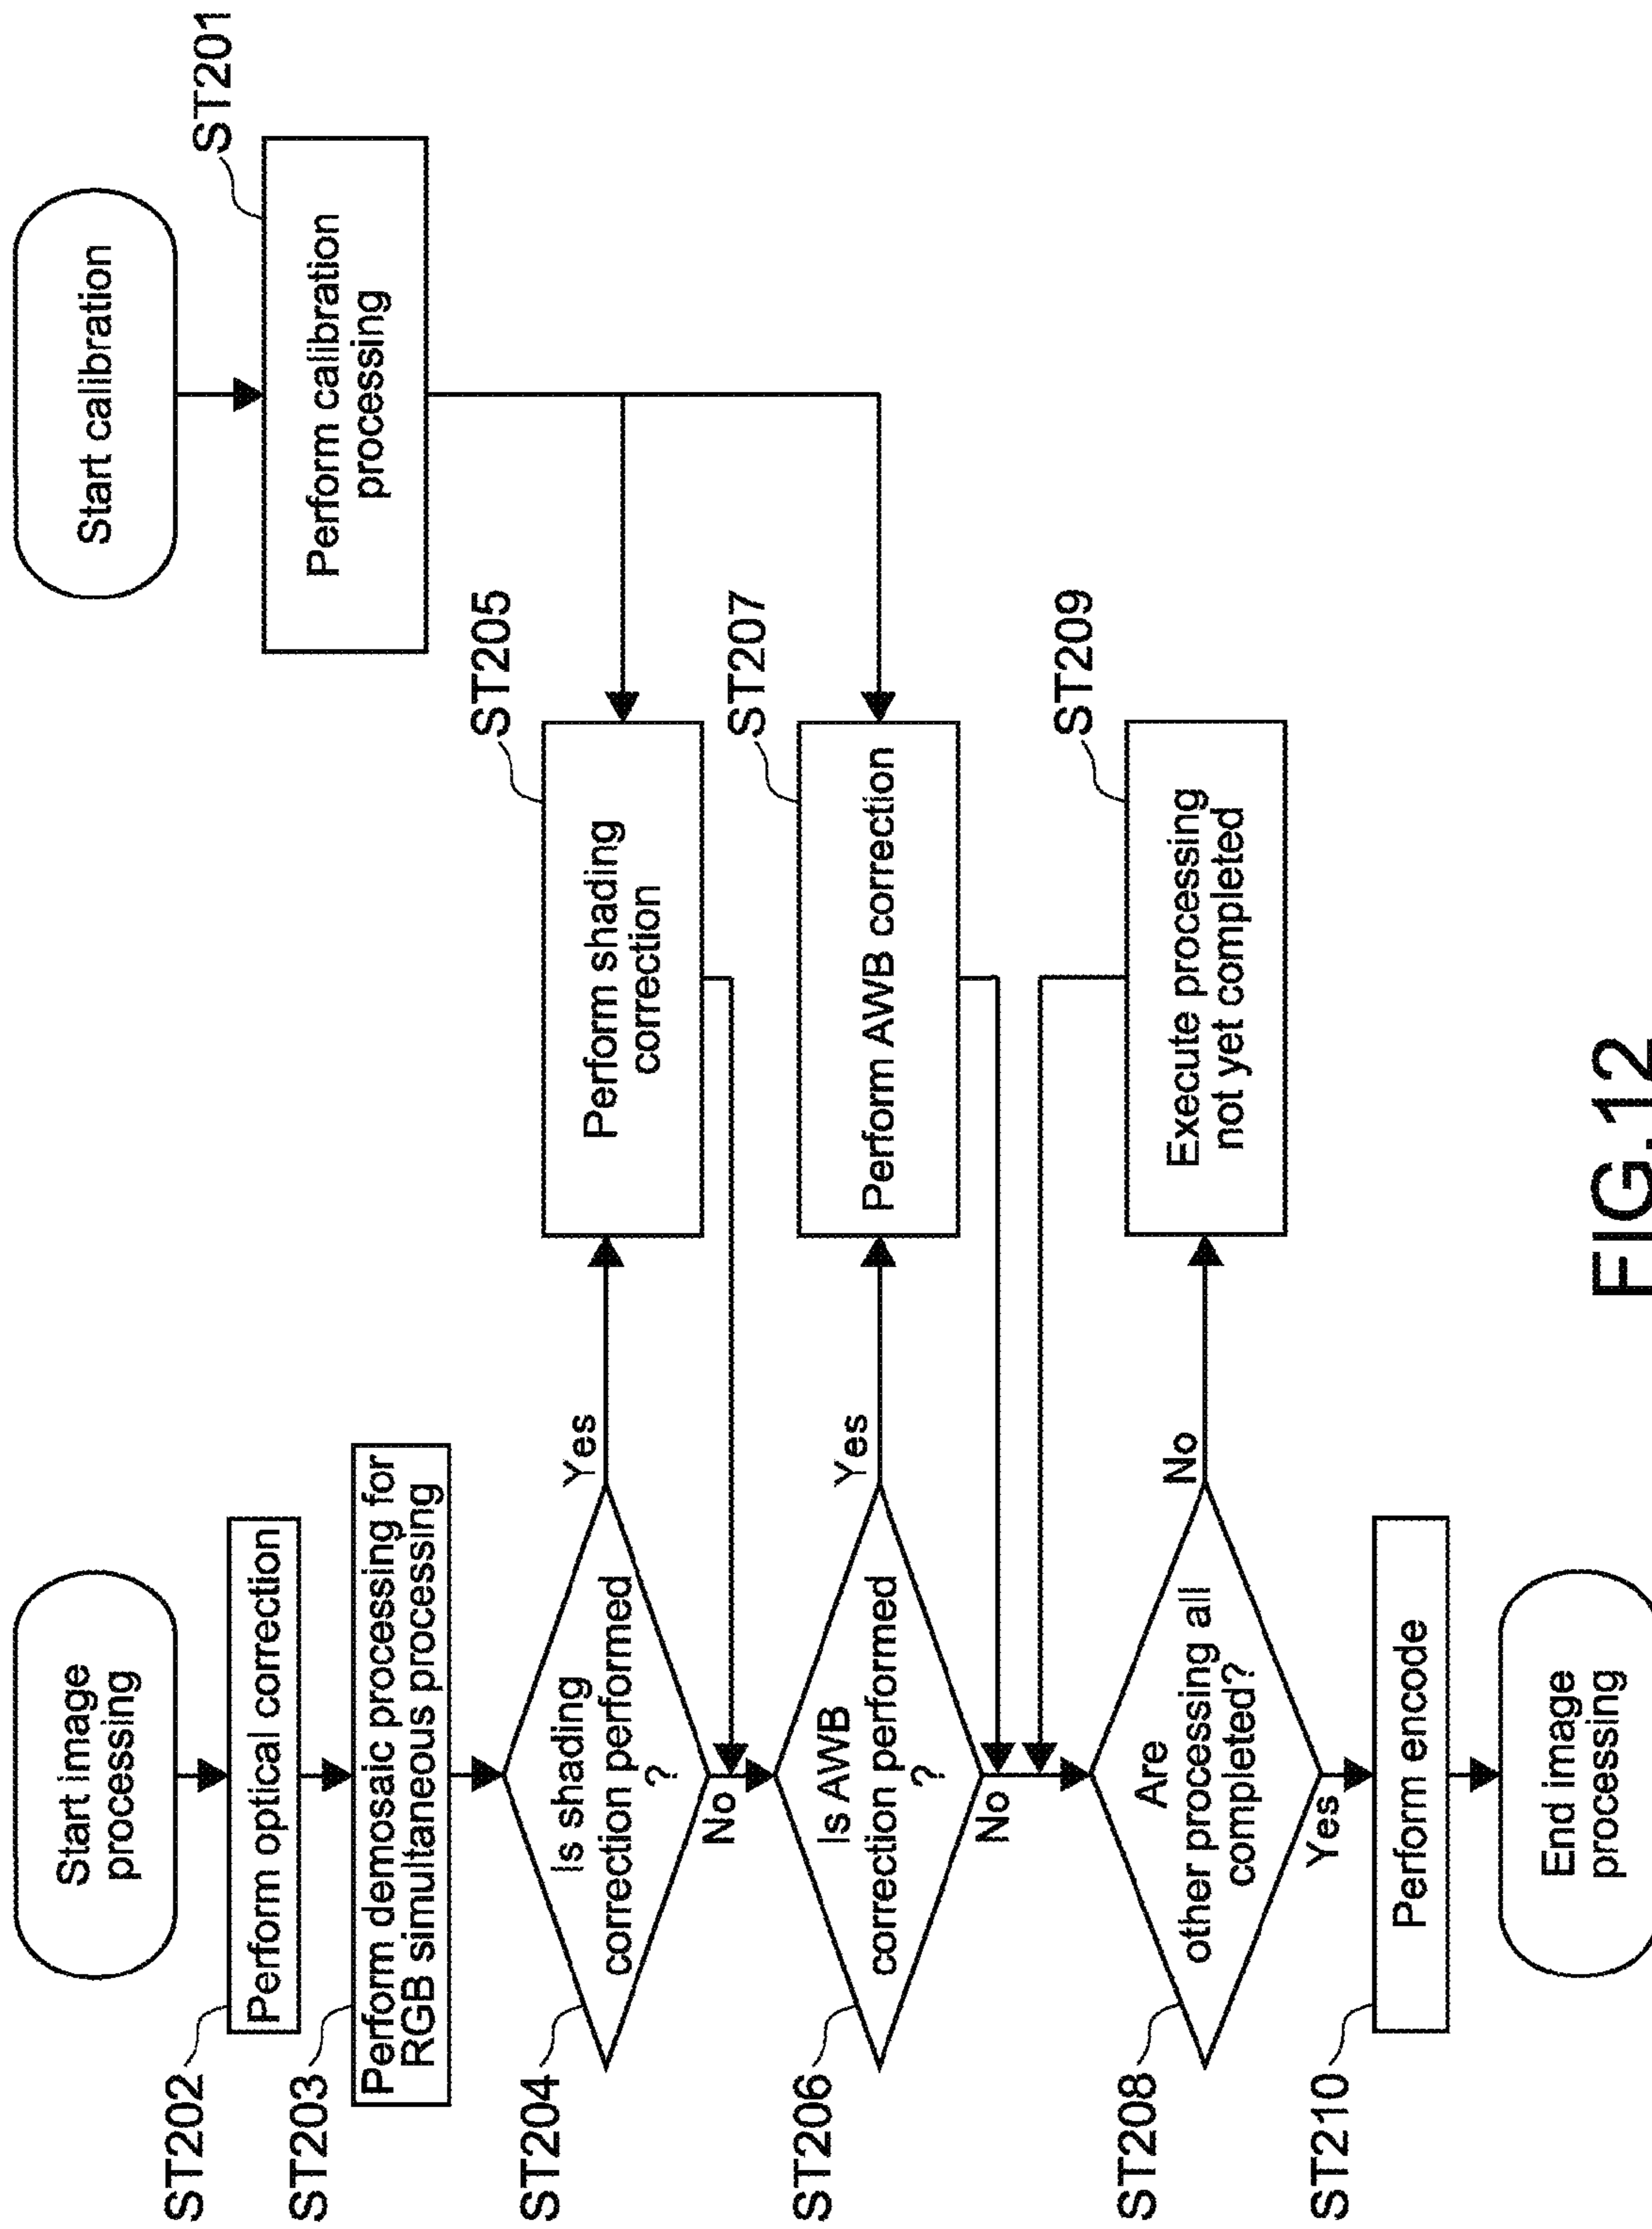 Start image
processing
ST202
Perform optical correction
ST203
Perform demosaic processing for
RGB simultaneous processing
ST204
Is shading
correction performed
?
Yes
No
ST206
Is AWB
correction performed
?
Yes
No
ST208
Are
other processing all
completed?
No
Yes
ST210
Perform encode
End image
processing
ST205
Perform shading
correction
ST207
Perform AWB correction
ST209
Execute processing
not yet completed
Start calibration
ST201
Perform calibration
processing
FIG.12